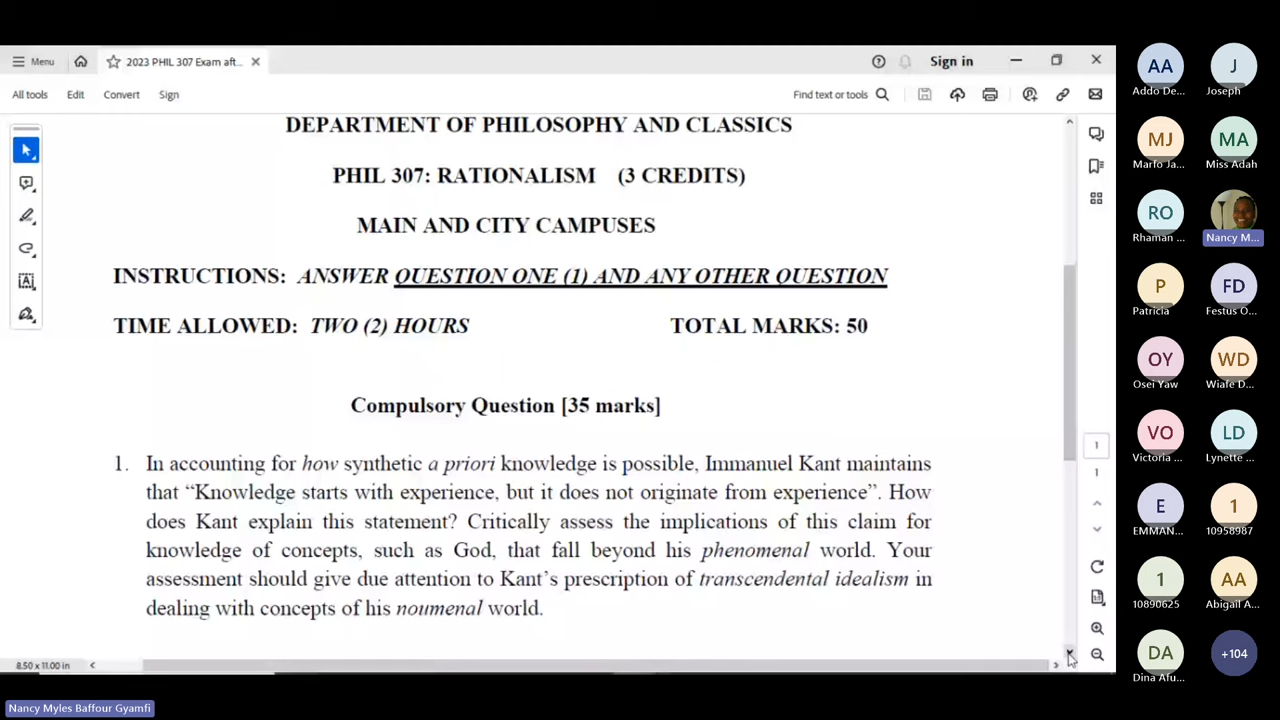 Menu
2023 PHIL 307 Exam aft...
Sign in
All tools
Edit
Convert
Sign
Find text or tools
DEPARTMENT OF PHILOSOPHY AND CLASSICS
PHIL 307: RATIONALISM (3 CREDITS)
MAIN AND CITY CAMPUSES
INSTRUCTIONS: ANSWER QUESTION ONE (1) AND ANY OTHER QUESTION
TIME ALLOWED: TWO (2) HOURS TOTAL MARKS: 50
Compulsory Question [35 marks]
1. In accounting for how synthetic a priori knowledge is possible, Immanuel Kant maintains
that “Knowledge starts with experience, but it does not originate from experience”. How
does Kant explain this statement? Critically assess the implications of this claim for
knowledge of concepts, such as God, that fall beyond his phenomenal world. Your
assessment should give due attention to Kant’s prescription of transcendental idealism in
dealing with concepts of his noumenal world.
1
1
8.50 x 11.00 in
AA
Addo De...
J
Joseph
MJ
Marfo Ja...
MA
Miss Adah
RO
Rhaman ...
Nancy M...
P
Patricia
FD
Festus O...
OY
Osei Yaw
WD
Wiafe D...
VO
Victoria ...
LD
Lynette ...
E
EMMAN...
1
10958987
1
10890625
AA
Abigail A...
DA
Dina Afu...
+104
Nancy Myles Baffour Gyamfi